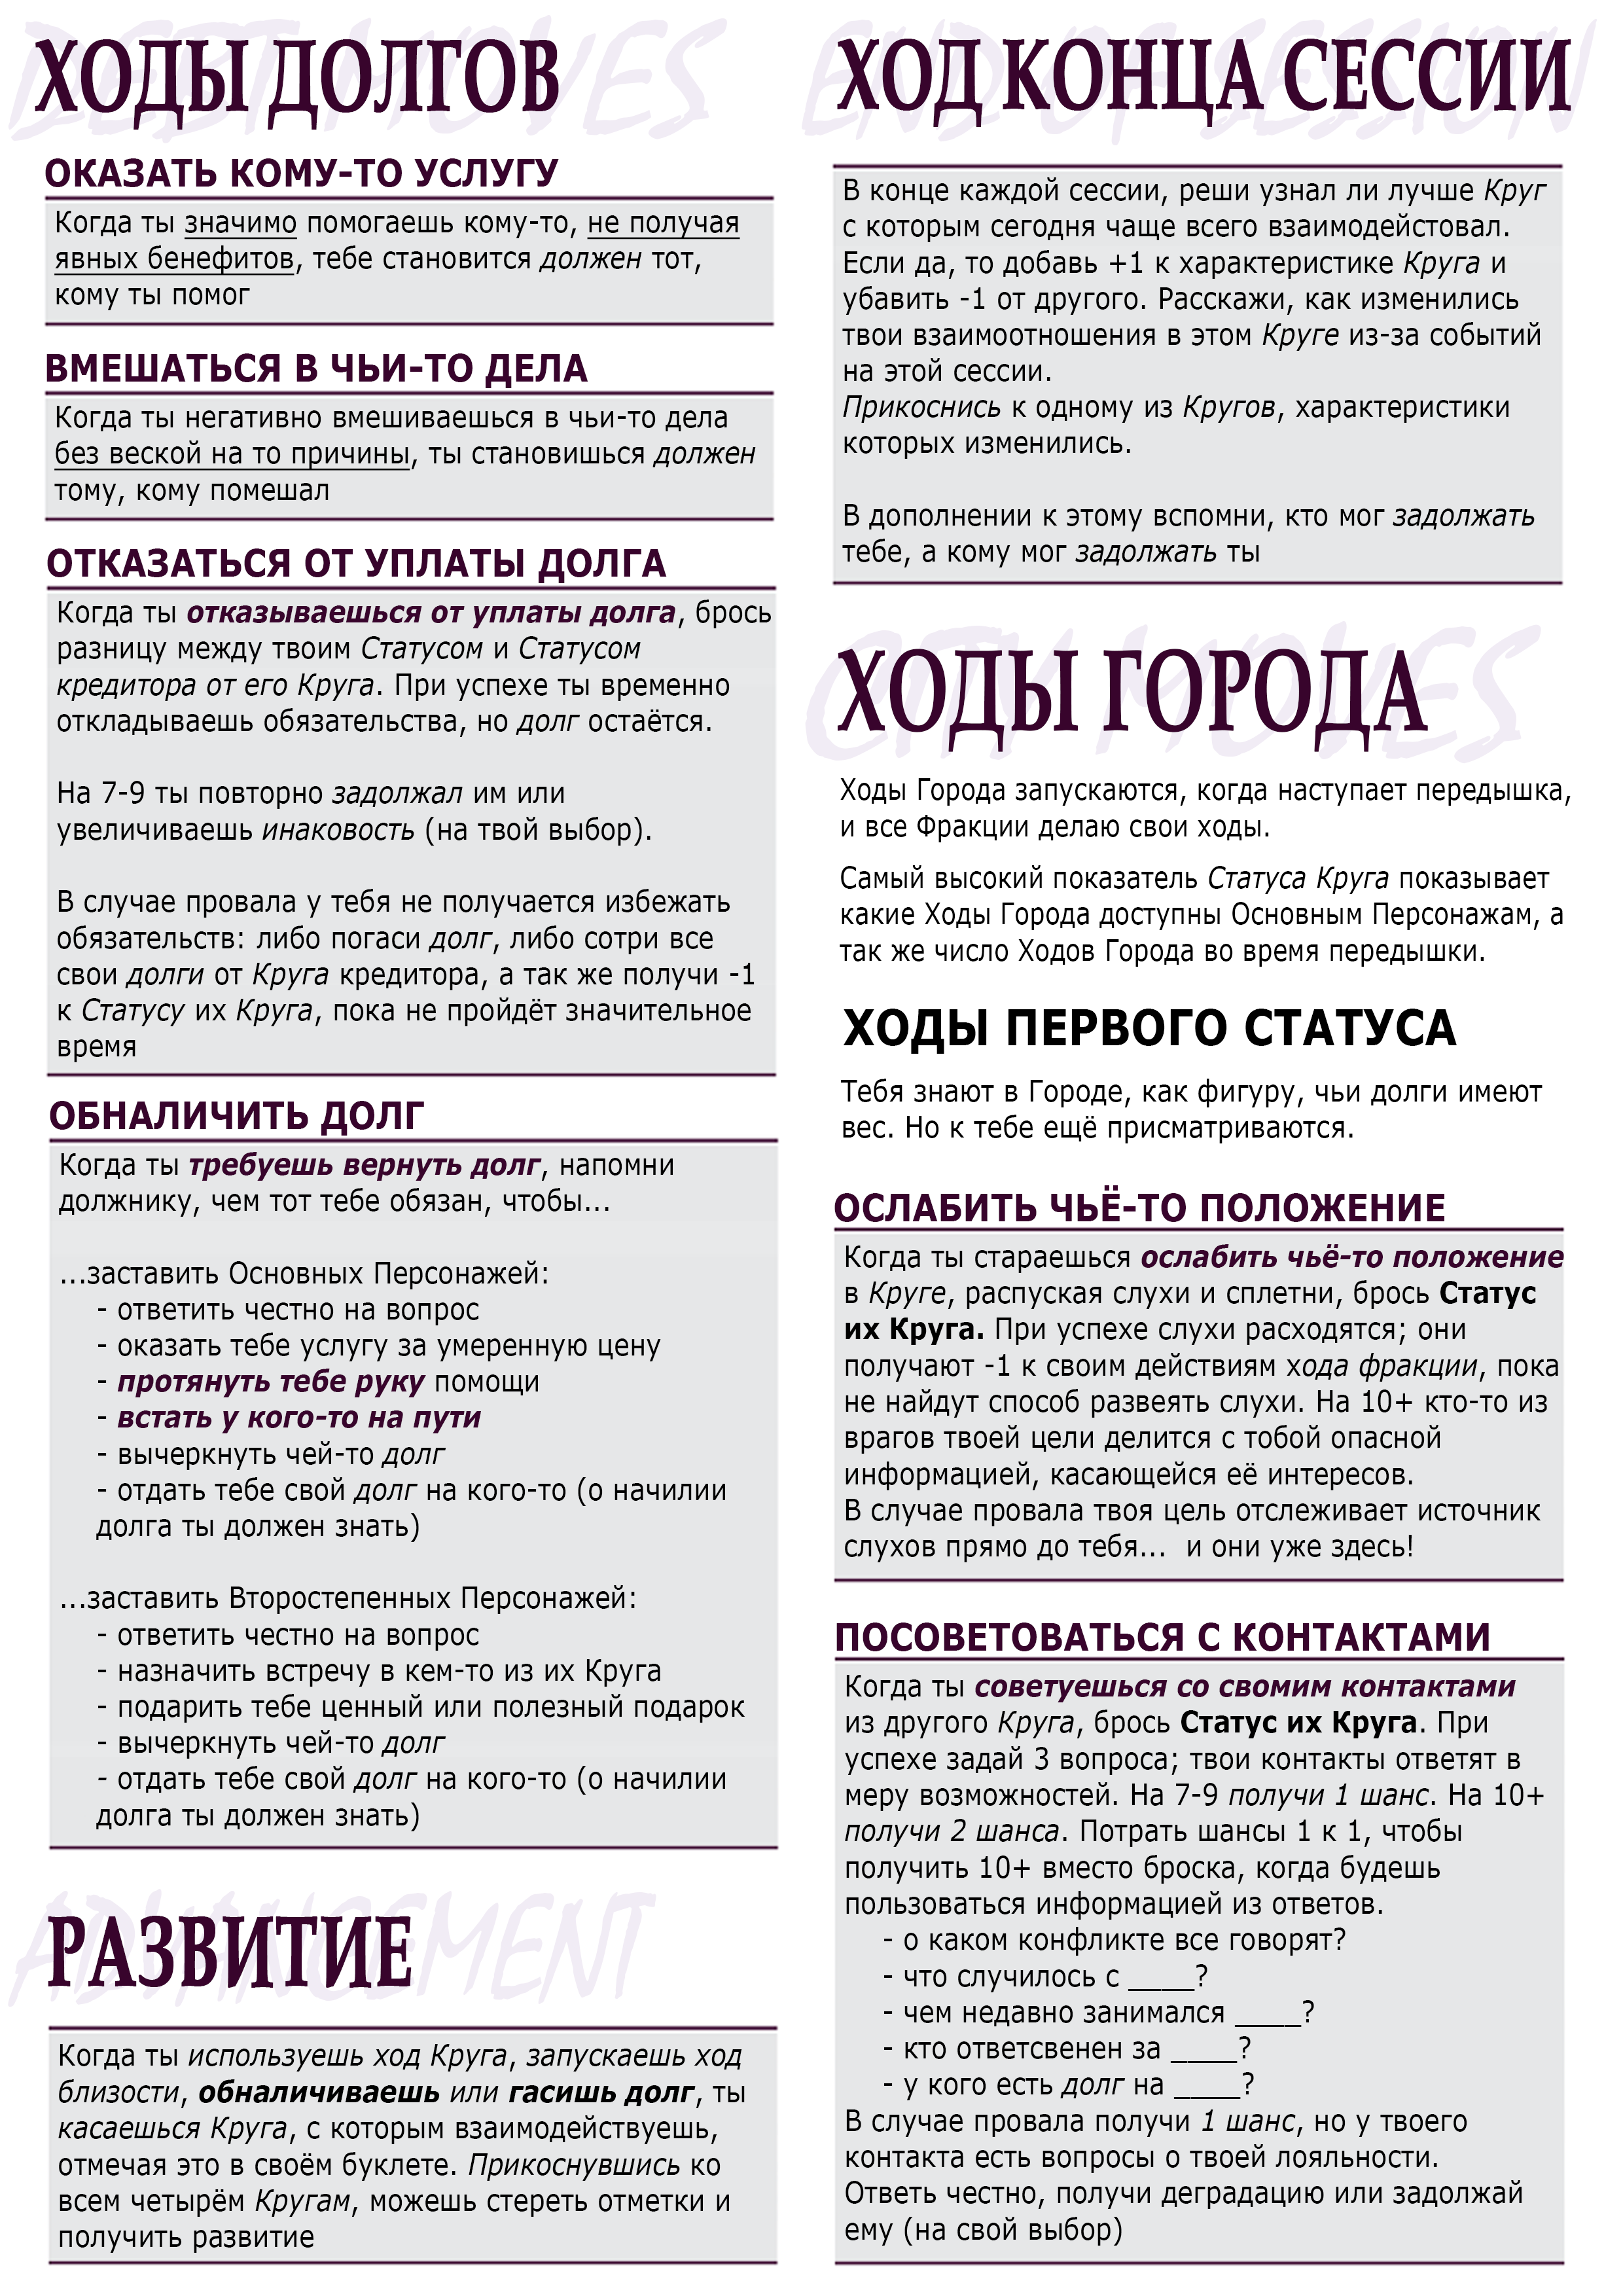 DEBT MOVES
ХОДЫ ДОЛГОВ
ОКАЗАТЬ КОМУ-ТО УСЛУГУ
Когда ты значимо помогаешь кому-то, не получая
явных бенефитов, тебе становится должен тот,
кому ты помог
ВМЕШАТЬСЯ В ЧЬИ-ТО ДЕЛА
Когда ты негативно вмешиваешься в чьи-то дела
без веской на то причины, ты становишься должен
тому, кому помешал
ОТКАЗАТЬСЯ ОТ УПЛАТЫ ДОЛГА
Когда ты отказываешься от уплаты долга, брось
разницу между твоим Статусом и Статусом
кредитора от его Круга. При успехе ты временно
откладываешь обязательства, но долг остаётся.
На 7-9 ты повторно задолжал им или
увеличиваешь инаковость (на твой выбор).
В случае провала у тебя не получается избежать
обязательств: либо погаси долг, либо сотри все
свои долги от Круга кредитора, а так же получи -1
к Статусу их Круга, пока не пройдёт значительное
время
ОБНАЛИЧИТЬ ДОЛГ
Когда ты требуешь вернуть долг, напомни
должнику, чем тот тебе обязан, чтобы...
...заставить Основных Персонажей:
- ответить честно на вопрос
- оказать тебе услугу за умеренную цену
- протянуть тебе руку помощи
- встать у кого-то на пути
- вычеркнуть чей-то долг
- отдать тебе свой долг на кого-то (о начилии
долга ты должен знать)
...заставить Второстепенных Персонажей:
- ответить честно на вопрос
- назначить встречу в кем-то из их Круга
- подарить тебе ценный или полезный подарок
- вычеркнуть чей-то долг
- отдать тебе свой долг на кого-то (о начилии
долга ты должен знать)
ADVANCEMENT
РАЗВИТИЕ
Когда ты используешь ход Круга, запускаешь ход
близости, обналичиваешь или гасишь долг, ты
касаешься Круга, с которым взаимодействуешь,
отмечая это в своём буклете. Прикоснувшись ко
всем четырём Кругам, можешь стереть отметки и
получить развитие
END OF SESSION
ХОД КОНЦА СЕССИИ
В конце каждой сессии, реши узнал ли лучше Круг
с которым сегодня чаще всего взаимодейстовал.
Если да, то добавь +1 к характеристике Круга и
убавить -1 от другого. Расскажи, как изменились
твои взаимоотношения в этом Круге из-за событий
на этой сессии.
Прикоснись к одному из Кругов, характеристики
которых изменились.
В дополнении к этому вспомни, кто мог задолжать
тебе, а кому мог задолжать ты
CITY MOVES
ХОДЫ ГОРОДА
Ходы Города запускаются, когда наступает передышка,
и все Фракции делаю свои ходы.
Самый высокий показатель Статуса Круга показывает
какие Ходы Города доступны Основным Персонажам, а
так же число Ходов Города во время передышки.
ХОДЫ ПЕРВОГО СТАТУСА
Тебя знают в Городе, как фигуру, чьи долги имеют
вес. Но к тебе ещё присматриваются.
ОСЛАБИТЬ ЧЬЁ-ТО ПОЛОЖЕНИЕ
Когда ты стараешься ослабить чьё-то положение
в Круге, распуская слухи и сплетни, брось Статус
их Круга. При успехе слухи расходятся; они
получают -1 к своим действиям хода фракции, пока
не найдут способ развеять слухи. На 10+ кто-то из
врагов твоей цели делится с тобой опасной
информацией, касающейся её интересов.
В случае провала твоя цель отслеживает источник
слухов прямо до тебя... и они уже здесь!
ПОСОВЕТОВАТЬСЯ С КОНТАКТАМИ
Когда ты советуешься со свомим контактами
из другого Круга, брось Статус их Круга. При
успехе задай 3 вопроса; твои контакты ответят в
меру возможностей. На 7-9 получи 1 шанс. На 10+
получи 2 шанса. Потрать шансы 1 к 1, чтобы
получить 10+ вместо броска, когда будешь
пользоваться информацией из ответов.
- о каком конфликте все говорят?
- что случилось с ____?
- чем недавно занимался ____?
- кто ответсвенен за ____?
- у кого есть долг на ____?
В случае провала получи 1 шанс, но у твоего
контакта есть вопросы о твоей лояльности.
Ответь честно, получи деградацию или задолжай
ему (на свой выбор)